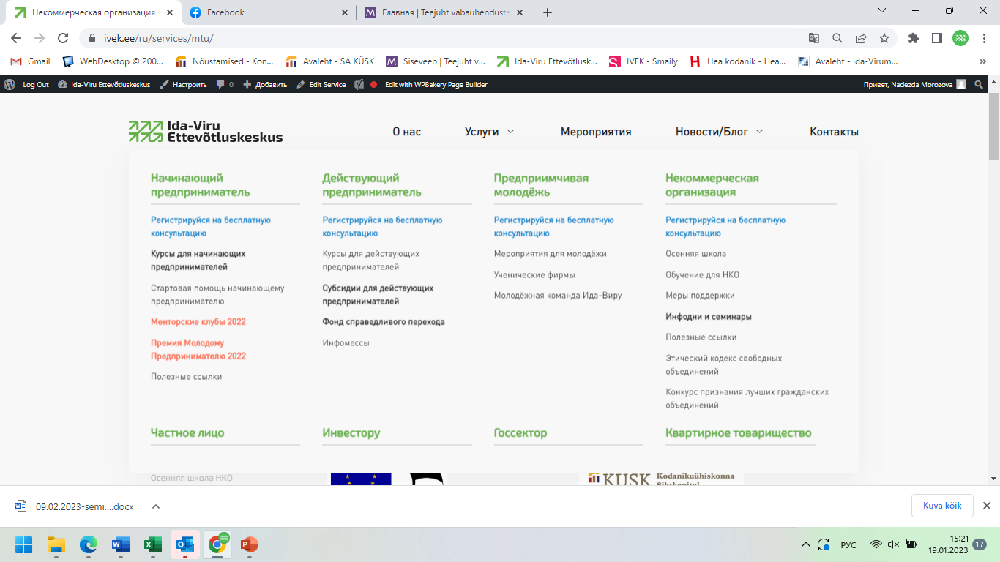 Некоммерческая организация
Facebook
Главная | Teejuht vabaühenduste
ivek.ee/ru/services/mtu/
Gmail
WebDesktop © 200...
Nõustamised - Kon...
Avaleht - SA KÜSK
Siseveeb | Teejuht v...
Ida-Viru Ettevõtlusk...
IVEK - Smaily
Hea kodanik - Hea...
Avaleht - Ida-Virum...
»
Log Out
Ida-Viru Ettevõtluskeskus
Настроить
0
Добавить
Edit Service
Edit with WPBakery Page Builder
Привет, Nadezda Morozova
Ida-Viru
Ettevõtluskeskus
О нас
Услуги
Мероприятия
Новости/Блог
Контакты
Начинающий
предприниматель
Регистрируйся на бесплатную
консультацию
Курсы для начинающих
предпринимателей
Стартовая помощь начинающему
предпринимателю
Менторские клубы 2022
Премия Молодому
Предпринимателю 2022
Полезные ссылки
Действующий
предприниматель
Регистрируйся на бесплатную
консультацию
Курсы для действующих
предпринимателей
Субсидии для действующих
предпринимателей
Фонд справедливого перехода
Инфомессы
Предприимчивая
молодёжь
Регистрируйся на бесплатную
консультацию
Мероприятия для молодёжи
Ученические фирмы
Молодёжная команда Ида-Виру
Некоммерческая
организация
Регистрируйся на бесплатную
консультацию
Осенняя школа
Обучение для НКО
Меры поддержки
Инфодни и семинары
Полезные ссылки
Этический кодекс свободных
объединений
Конкурс признания лучших гражданских
объединений
Частное лицо
Инвестору
Госсектор
Квартирное товарищество
Осенняя школа НКО
KÜSK
Kodanikuühiskonna
Sihtkapital
09.02.2023-semi....docx
Kuva kõik
РУС
15:21
19.01.2023
17